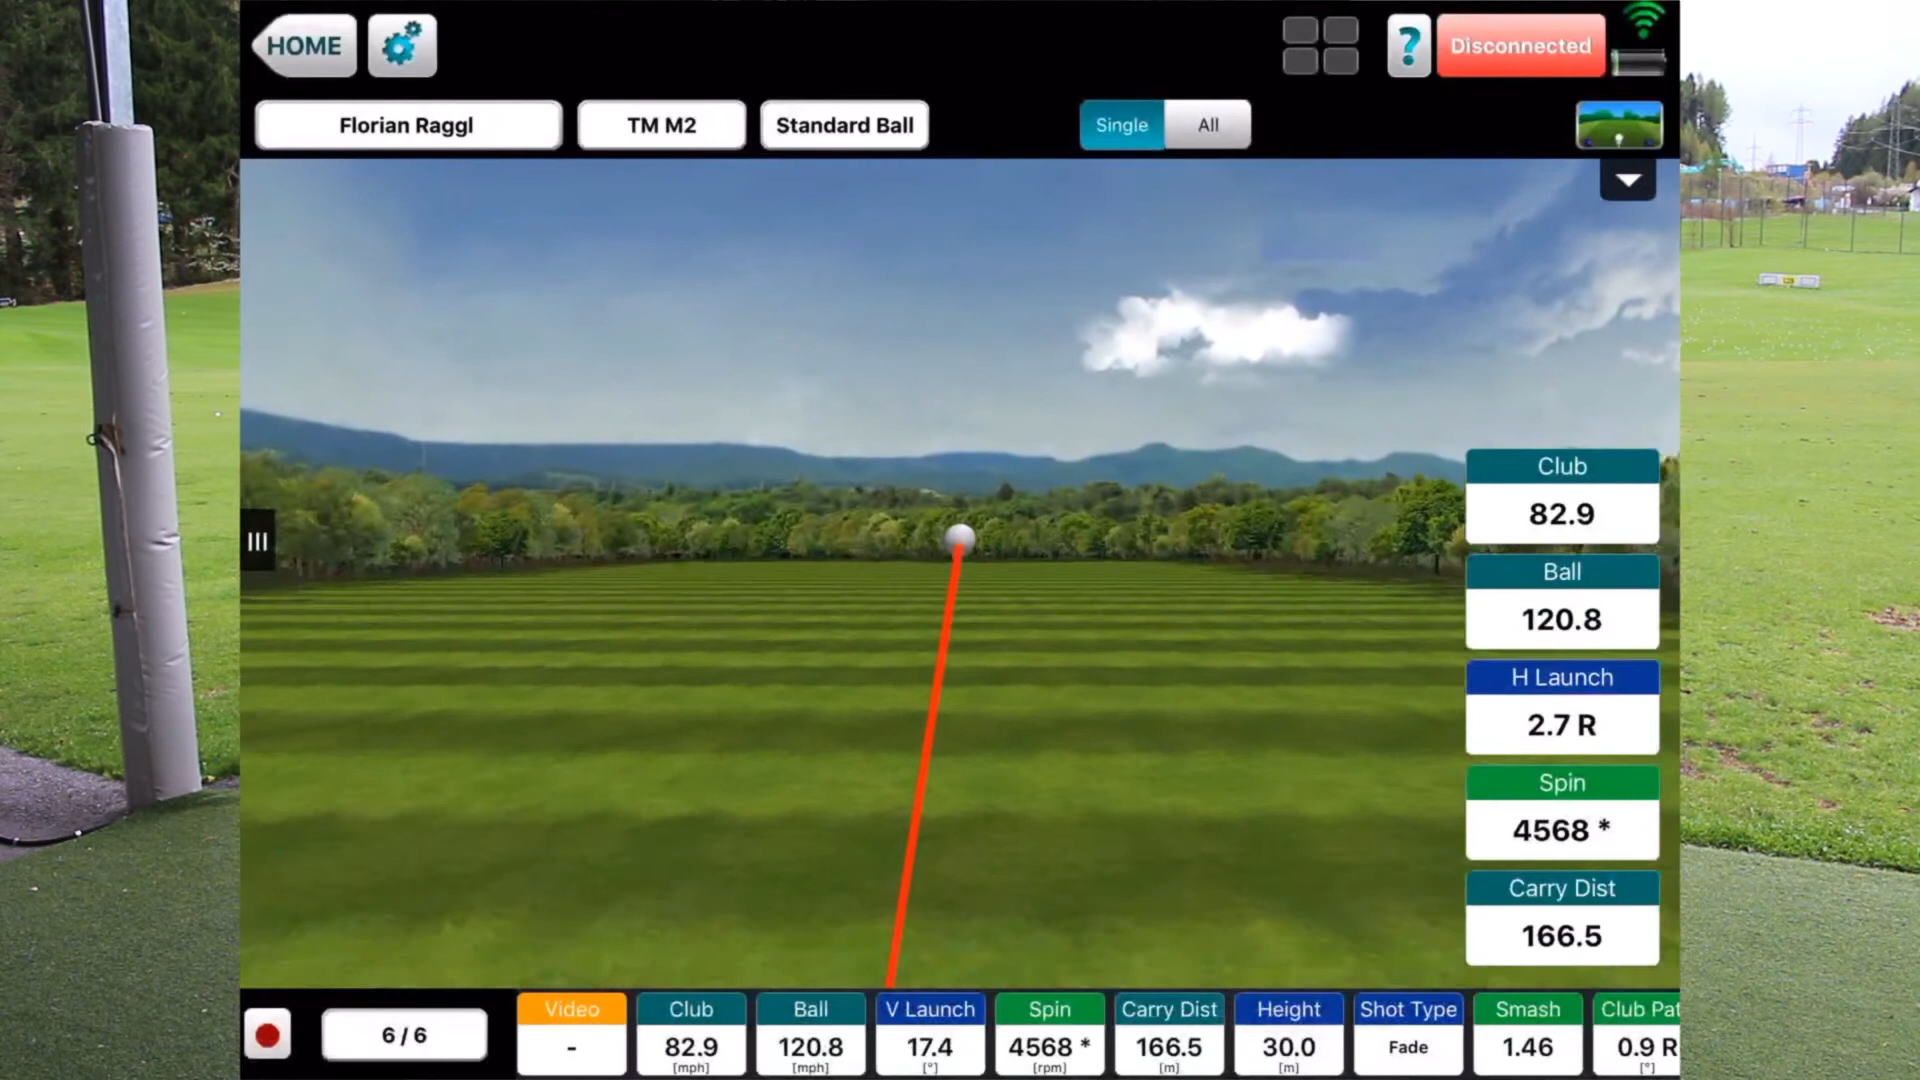 HOME
?
Disconnected
Florian Raggl
TM M2
Standard Ball
Single
All
Club
82.9
Ball
120.8
H Launch
2.7 R
Spin
4568 *
Carry Dist
166.5
6 / 6
Video
-
Club
82.9
[mph]
Ball
120.8
[mph]
V Launch
17.4
[°]
Spin
4568 *
[rpm]
Carry Dist
166.5
[m]
Height
30.0
[m]
Shot Type
Fade
Smash
1.46
Club Pat
0.9 R
[°]